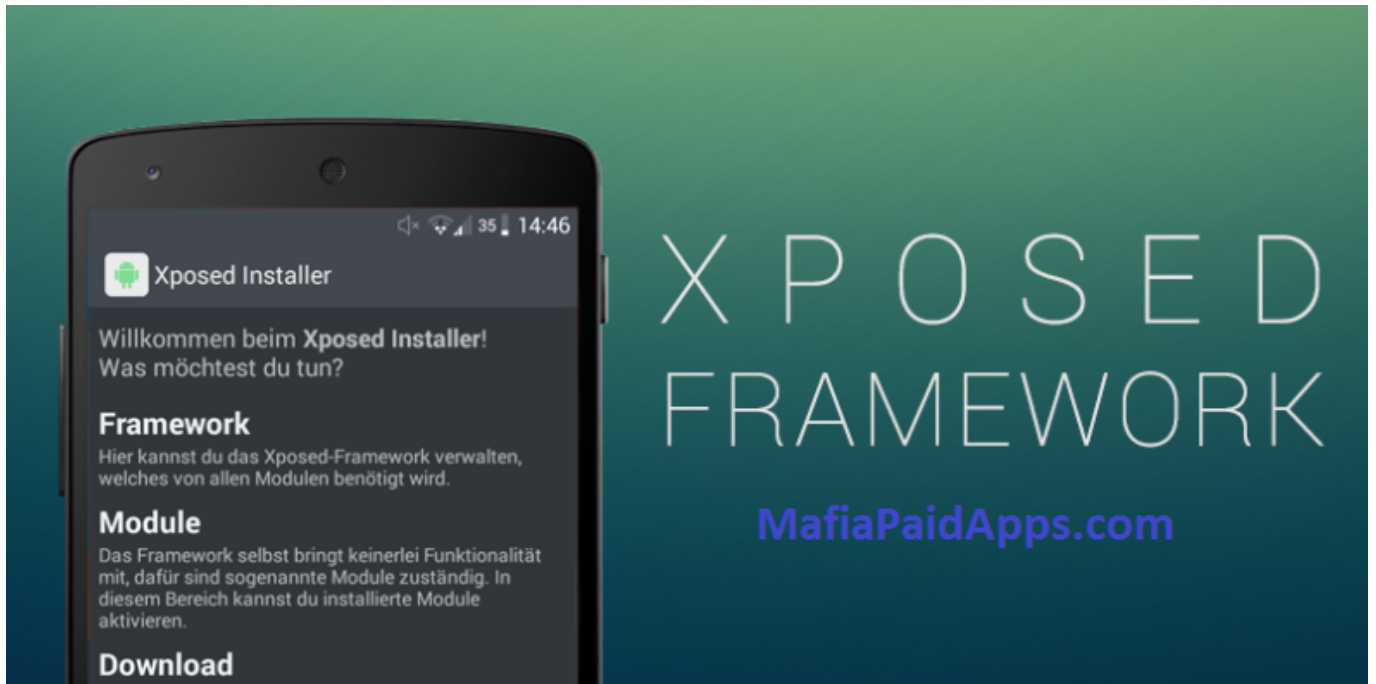 35 14:46
Xposed Installer
Willkommen beim Xposed Installer!
Was möchtest du tun?
Framework
Hier kannst du das Xposed-Framework verwalten,
welches von allen Modulen benötigt wird.
Module
Das Framework selbst bringt keinerlei Funktionalität
mit, dafür sind sogenannte Module zuständig. In
diesem Bereich kannst du installierte Module
aktivieren.
Download
XPOSED
FRAMEWORK
MafiaPaidApps.com